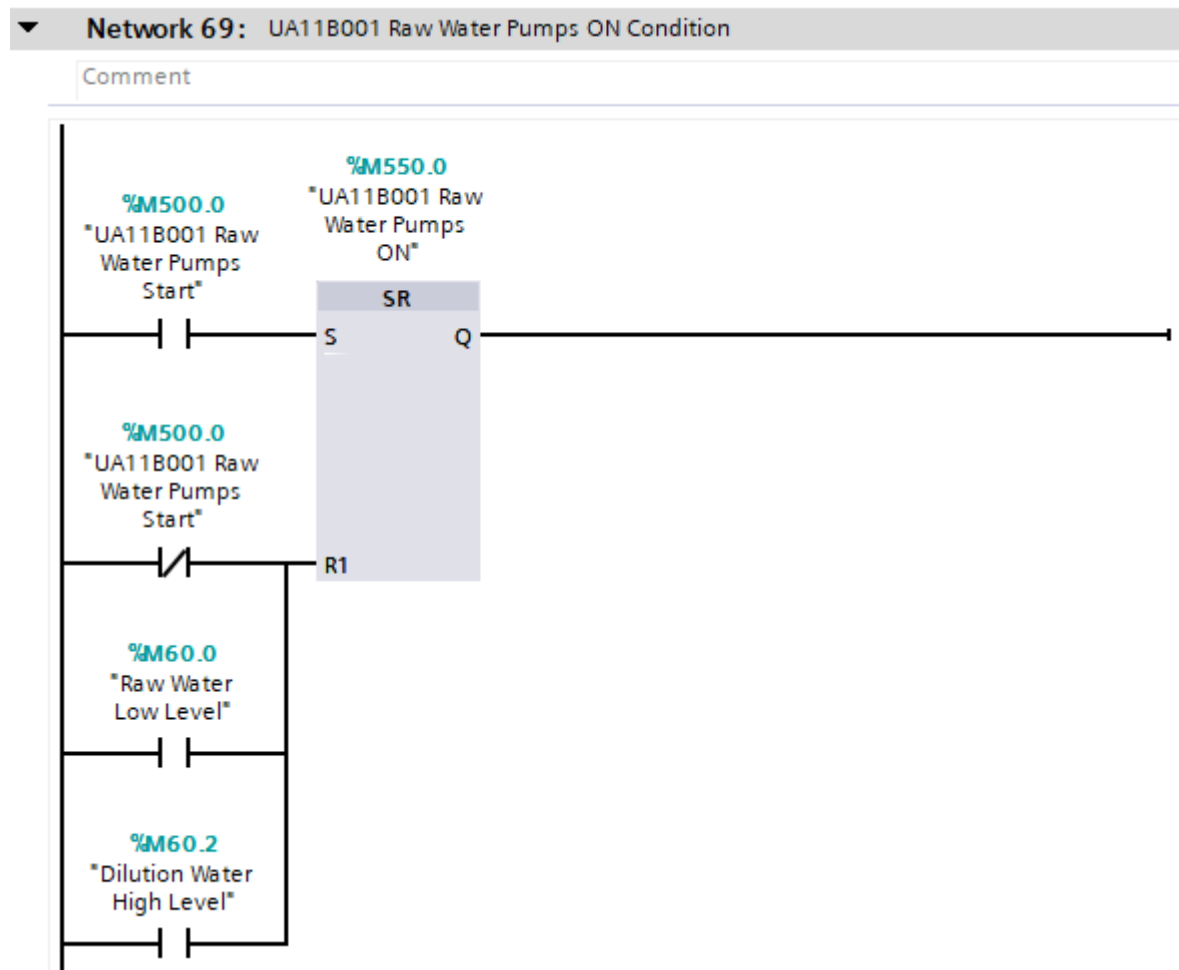 Network 69: UA11B001 Raw Water Pumps ON Condition
Comment
%M550.0
"UA11B001 Raw
Water Pumps
ON"
%M500.0
"UA11B001 Raw
Water Pumps
Start"
SR
S Q
%M500.0
"UA11B001 Raw
Water Pumps
Start"
R1
%M60.0
"Raw Water
Low Level"
%M60.2
"Dilution Water
High Level"